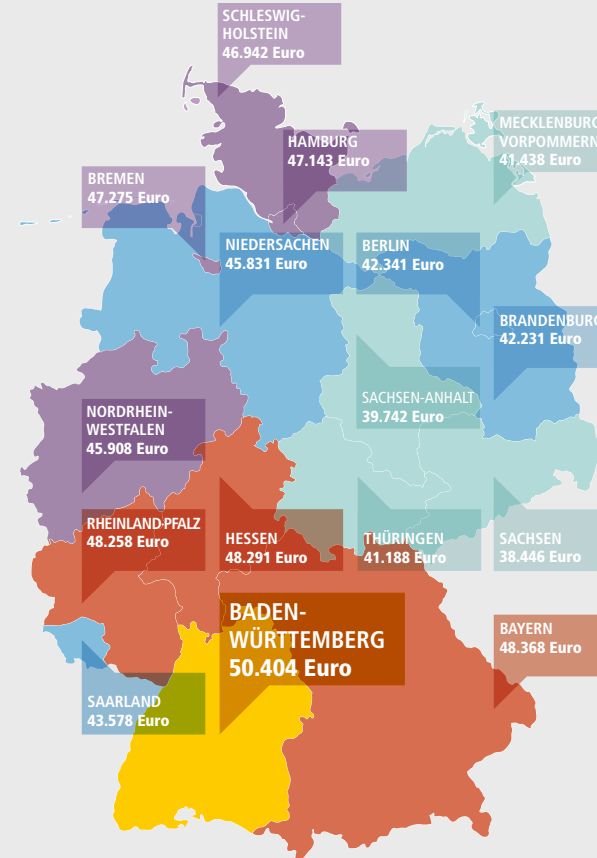 SCHLESWIG-
HOLSTEIN
46.942 Euro
MECKLENBURG
VORPOMMERN
41.438 Euro
HAMBURG
47.143 Euro
BREMEN
47.275 Euro
NIEDERSACHEN
45.831 Euro
BERLIN
42.341 Euro
BRANDENBURG
42.231 Euro
SACHSEN-ANHALT
39.742 Euro
NORDRHEIN-
WESTFALEN
45.908 Euro
RHEINLAND-PFALZ
48.258 Euro
HESSEN
48.291 Euro
THÜRINGEN
41.188 Euro
SACHSEN
38.446 Euro
BADEN-
WÜRTTEMBERG
50.404 Euro
BAYERN
48.368 Euro
SAARLAND
43.578 Euro